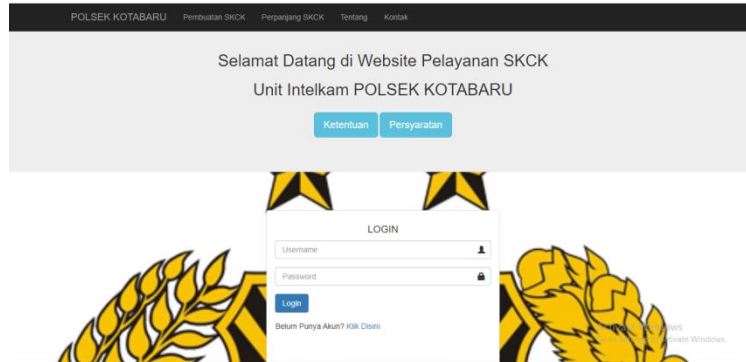 POLSEK KOTABARU Pembuatan SKCK Perpanjang SKCK Tentang Kontak
Selamat Datang di Website Pelayanan SKCK
Unit Intelkam POLSEK KOTABARU
Ketentuan Persyaratan
LOGIN
Username
Password
Login
Belum Punya Akun? Klik Disini
Windows.